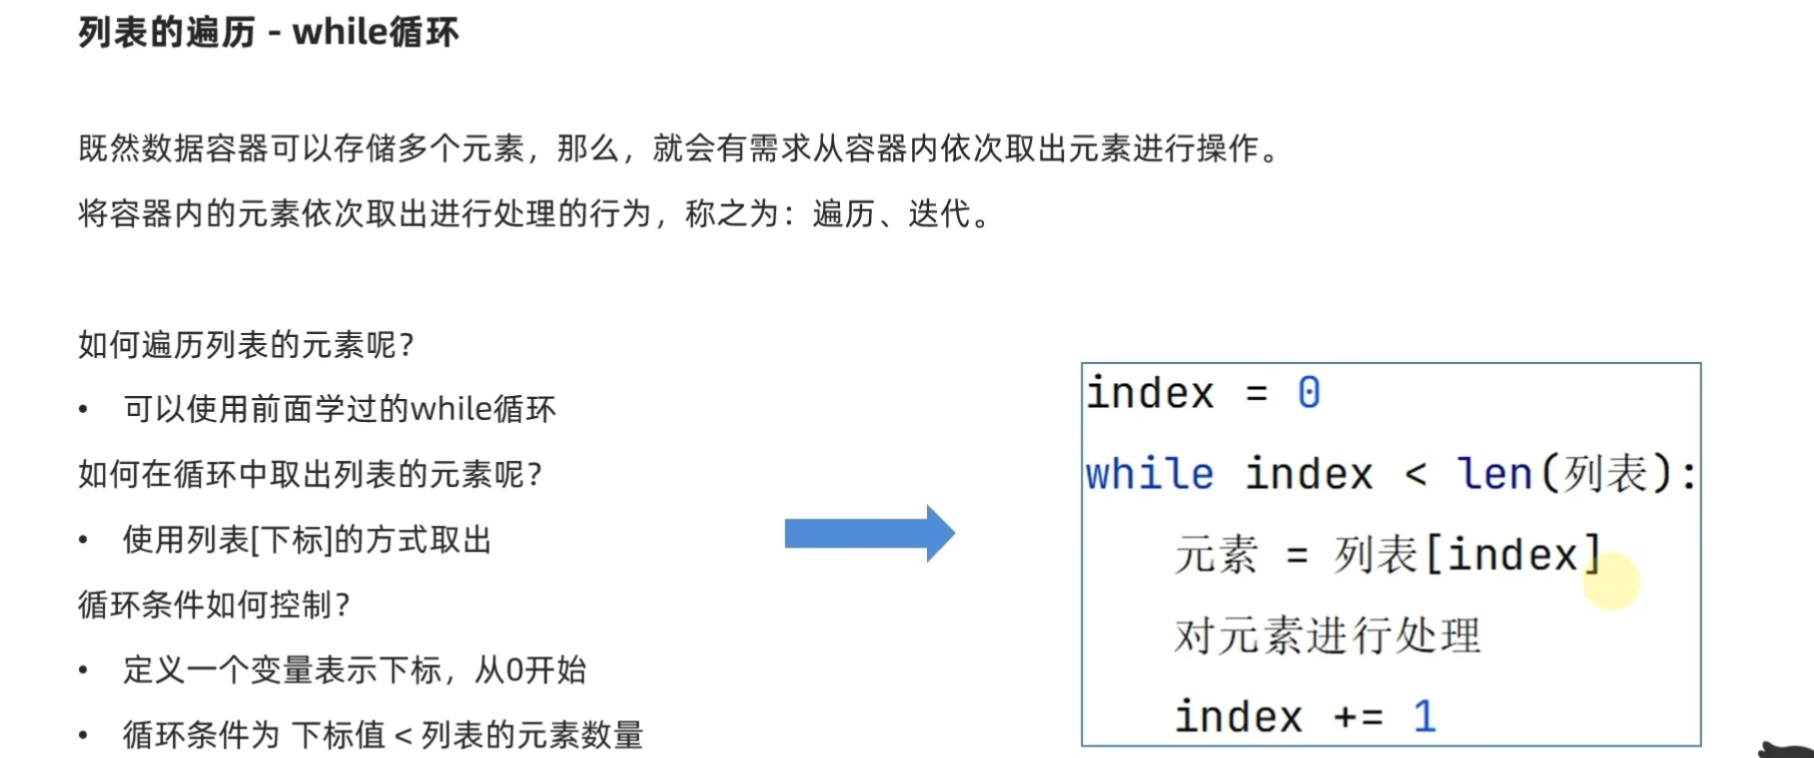 列表的遍历 - while循环
既然数据容器可以存储多个元素，那么，就会有需求从容器内依次取出元素进行操作。
将容器内的元素依次取出进行处理的行为，称之为：遍历、迭代。
如何遍历列表的元素呢？
• 可以使用前面学过的while循环
如何在循环中取出列表的元素呢？
• 使用列表[下标]的方式取出
循环条件如何控制？
• 定义一个变量表示下标，从0开始
• 循环条件为 下标值 < 列表的元素数量
index = 0
while index < len(列表):
元素 = 列表[index]
对元素进行处理
index += 1